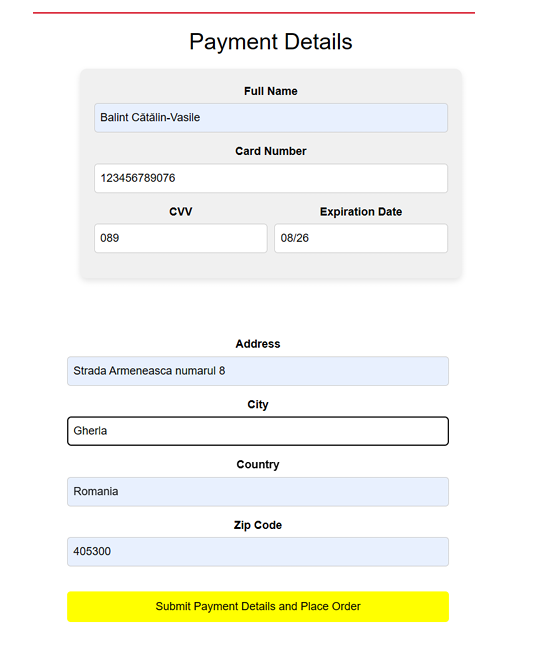 Payment Details
Full Name
Balint Cătălin-Vasile
Card Number
123456789076
CVV
Expiration Date
089
08/26
Address
Strada Armeneasca numarul 8
City
Gherla
Country
Romania
Zip Code
405300
Submit Payment Details and Place Order